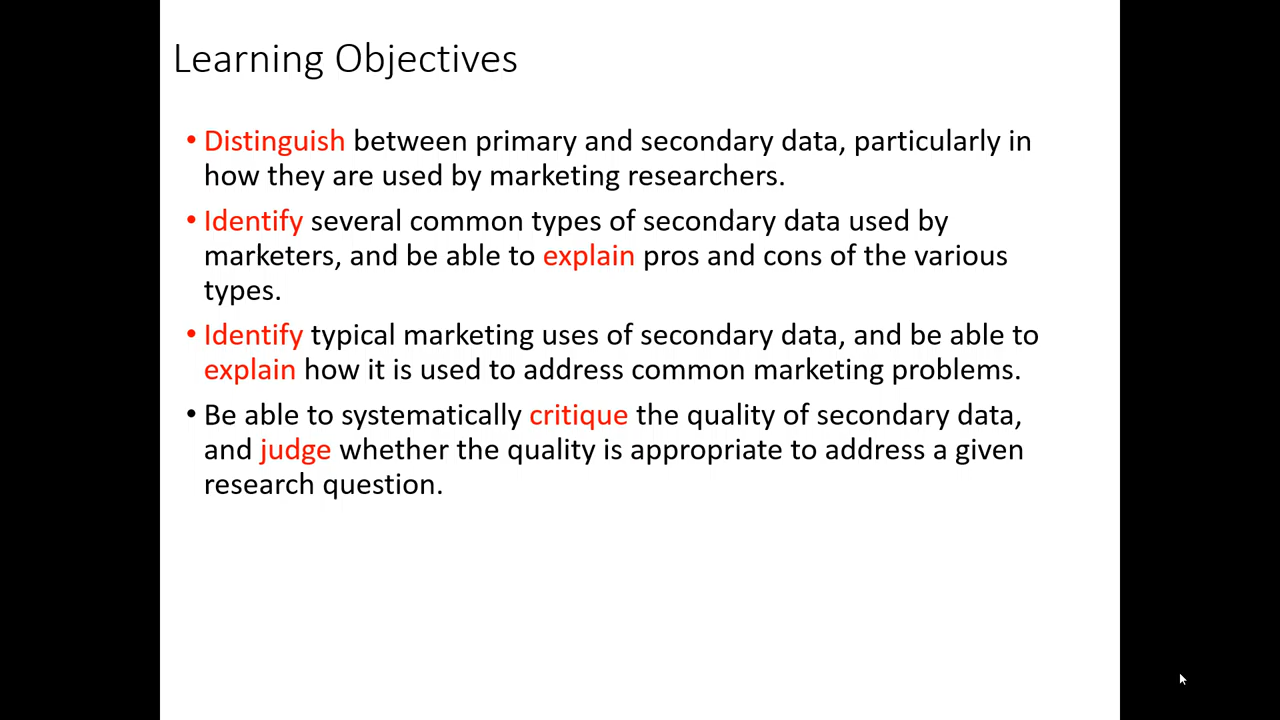 Learning Objectives
• Distinguish between primary and secondary data, particularly in
how they are used by marketing researchers.
• Identify several common types of secondary data used by
marketers, and be able to explain pros and cons of the various
types.
• Identify typical marketing uses of secondary data, and be able to
explain how it is used to address common marketing problems.
• Be able to systematically critique the quality of secondary data,
and judge whether the quality is appropriate to address a given
research question.